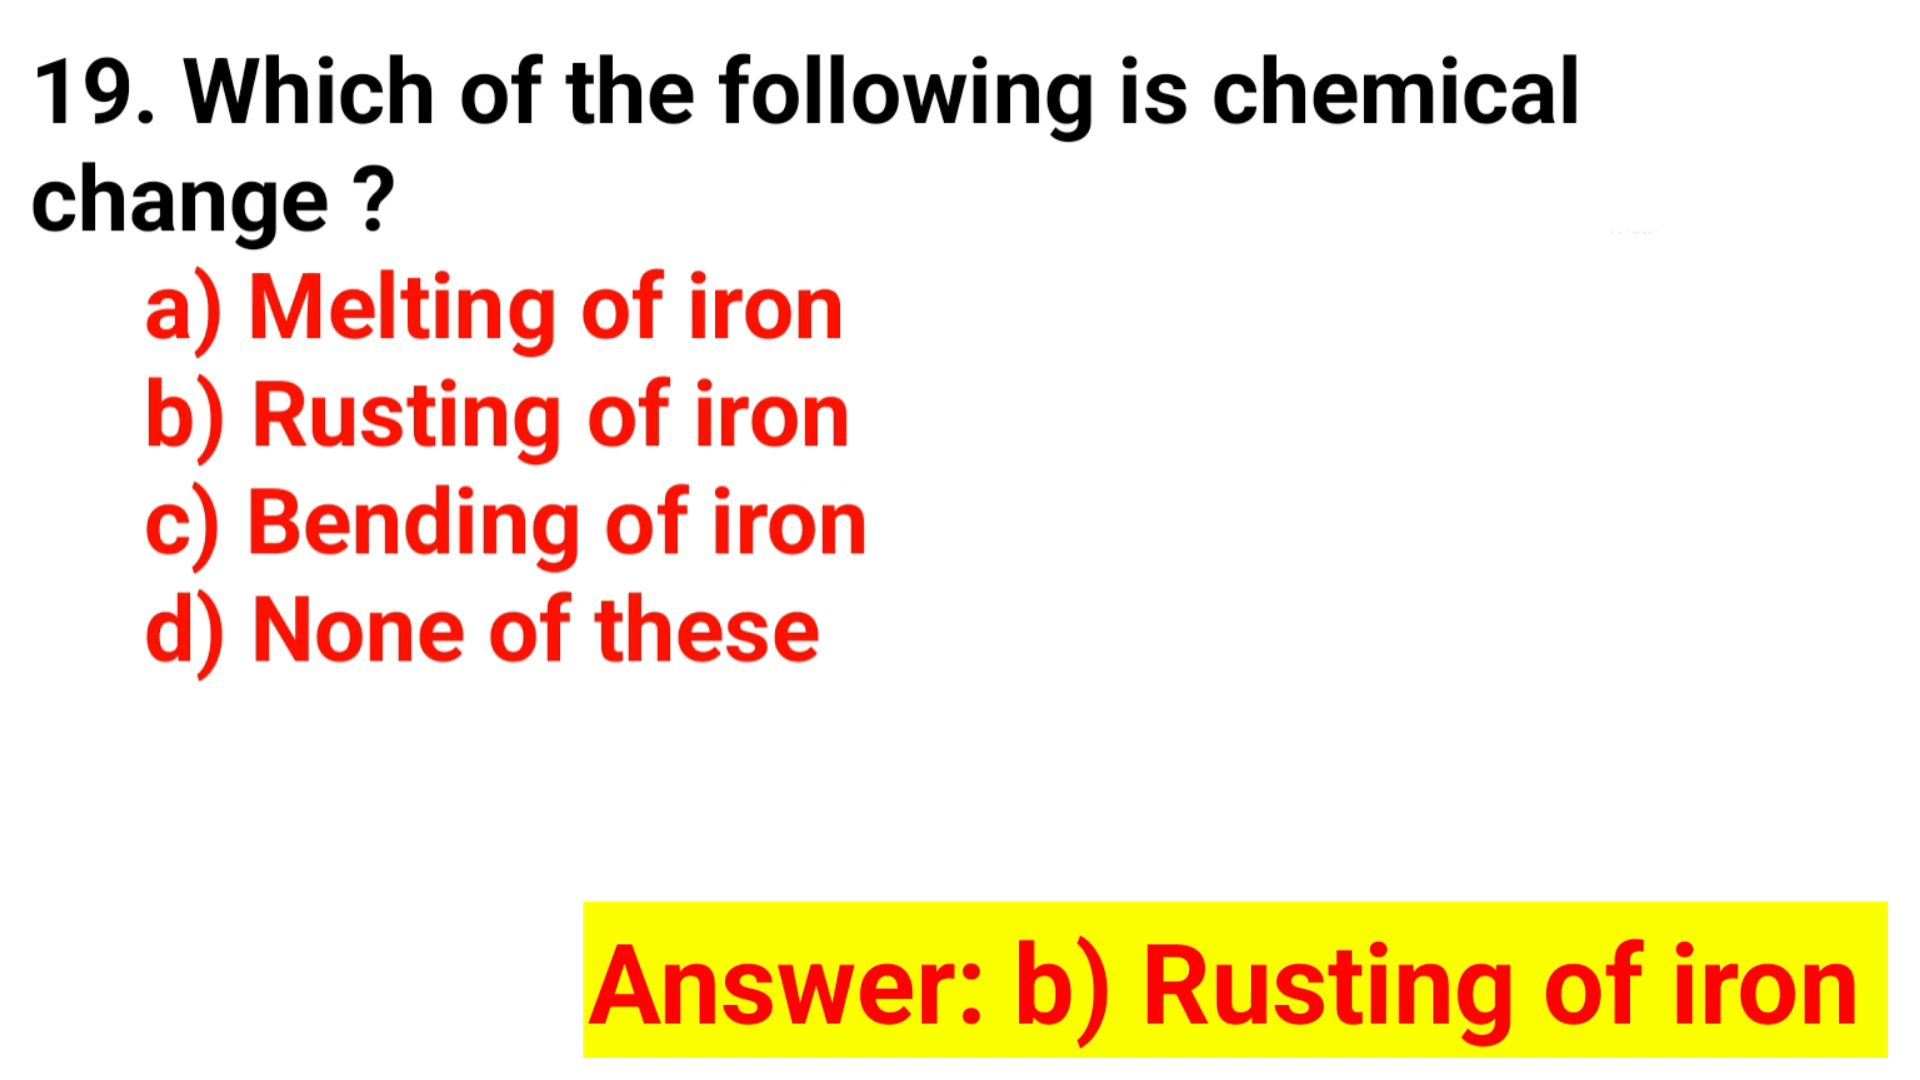 19. Which of the following is chemical
change ?
a) Melting of iron
b) Rusting of iron
c) Bending of iron
d) None of these
Answer: b) Rusting of iron